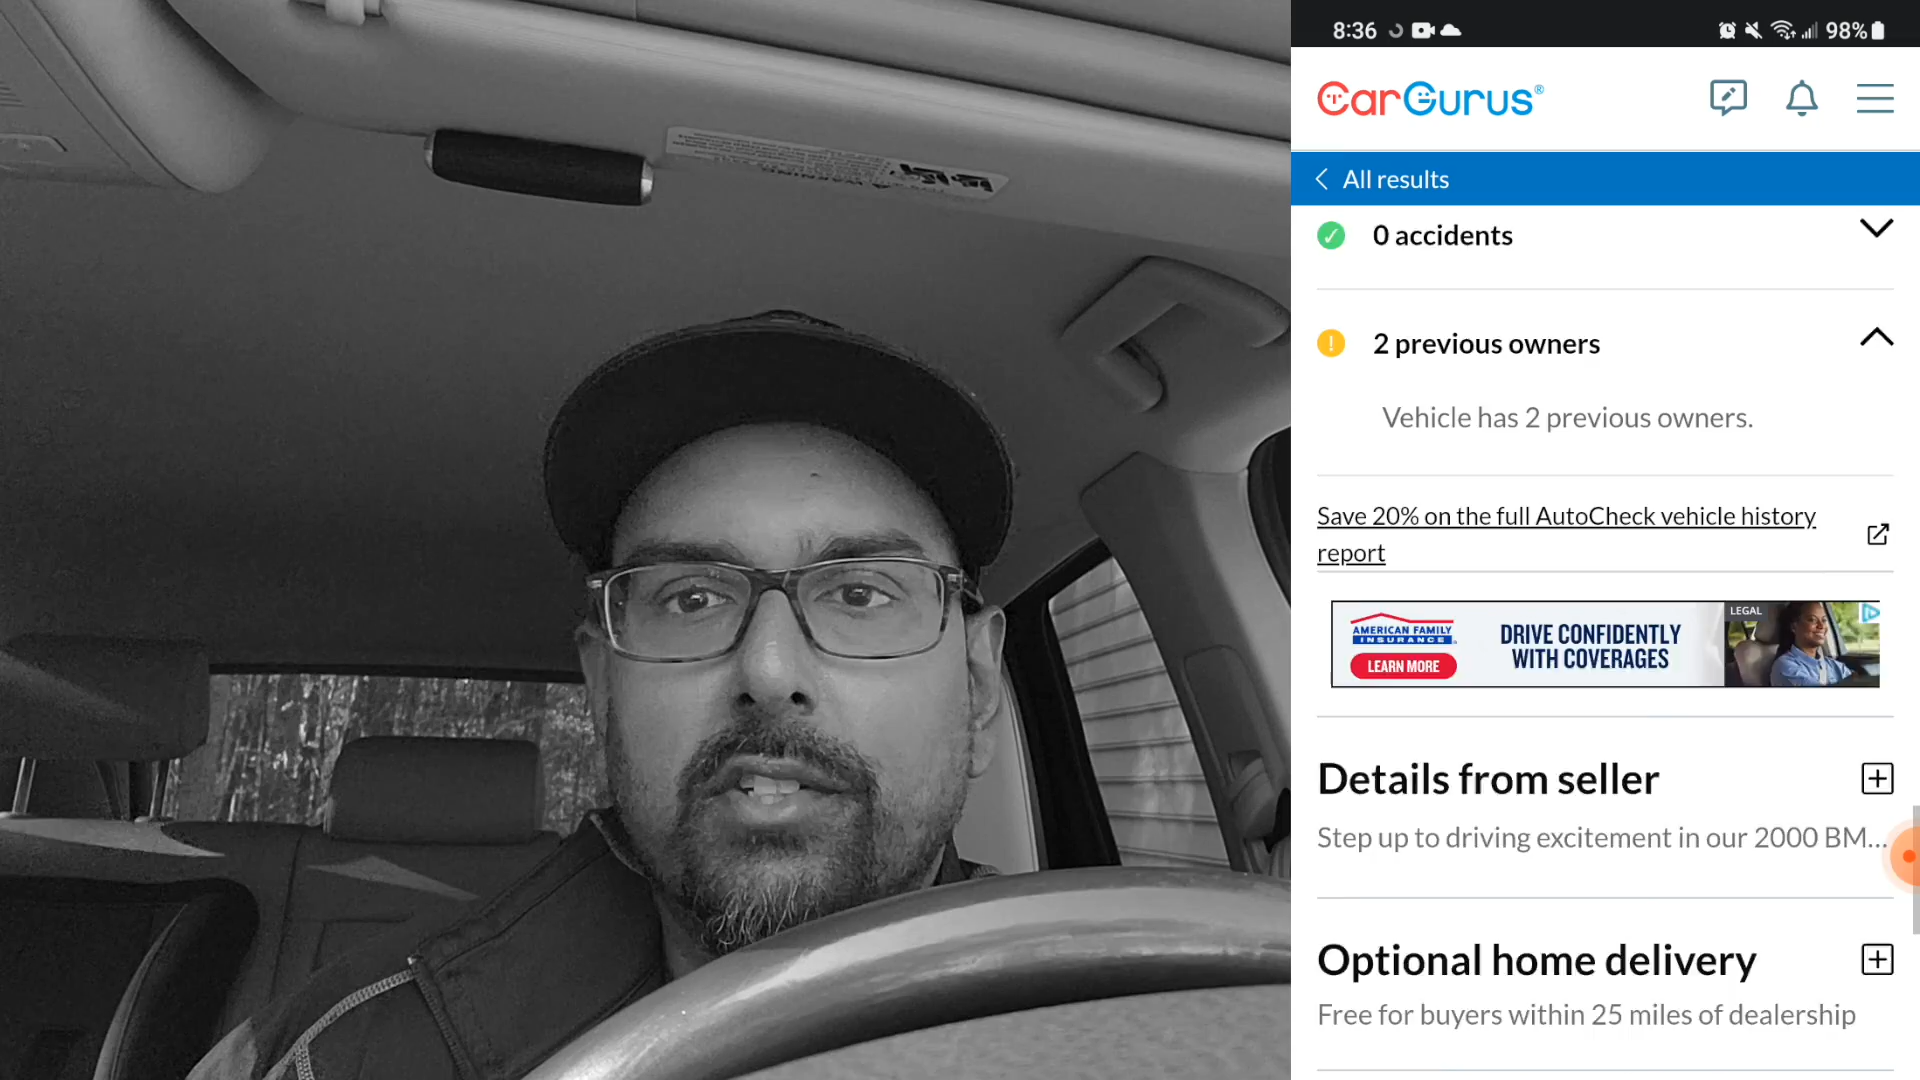 8:36
98%
CarGurus®
All results
0 accidents
2 previous owners
Vehicle has 2 previous owners.
Save 20% on the full AutoCheck vehicle history
report
AMERICAN FAMILY
INSURANCE
LEARN MORE
DRIVE CONFIDENTLY
WITH COVERAGES
LEGAL
Details from seller
Step up to driving excitement in our 2000 BM...
Optional home delivery
Free for buyers within 25 miles of dealership